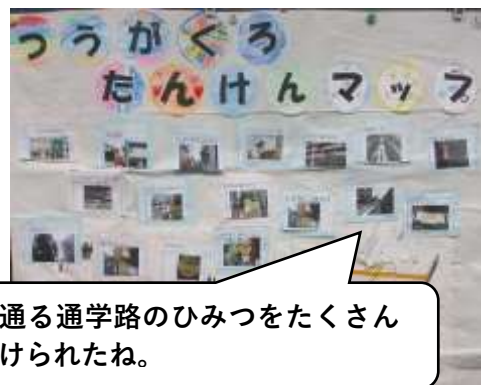 つうがくろ
たんけんマップ
通る通学路のひみつをたくさん
けられたね。